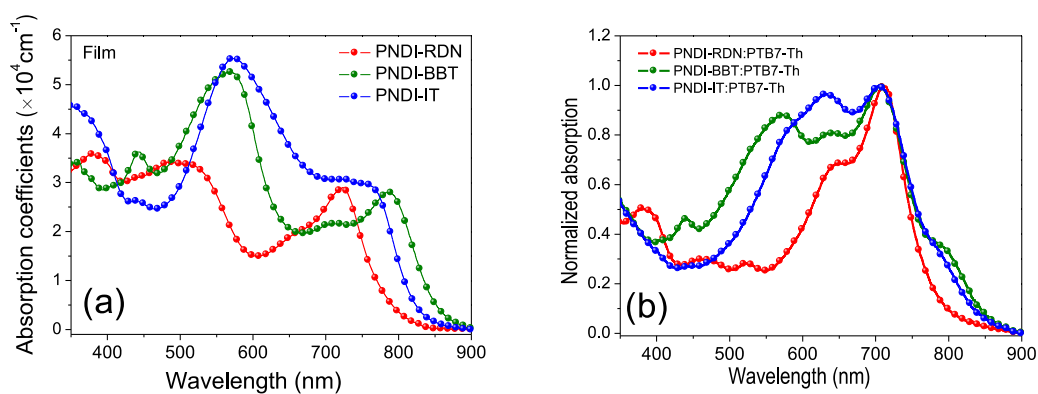 Absorption coefficients (×10⁴cm⁻¹)
6
5
4
3
2
1
0
Film
PNDI-RDN
PNDI-BBT
PNDI-IT
(a)
400 500 600 700 800 900
Wavelength (nm)
Normalized absorption
1.2
1.0
0.8
0.6
0.4
0.2
0.0
PNDI-RDN:PTB7-Th
PNDI-BBT:PTB7-Th
PNDI-IT:PTB7-Th
(b)
400 500 600 700 800 900
Wavelength (nm)